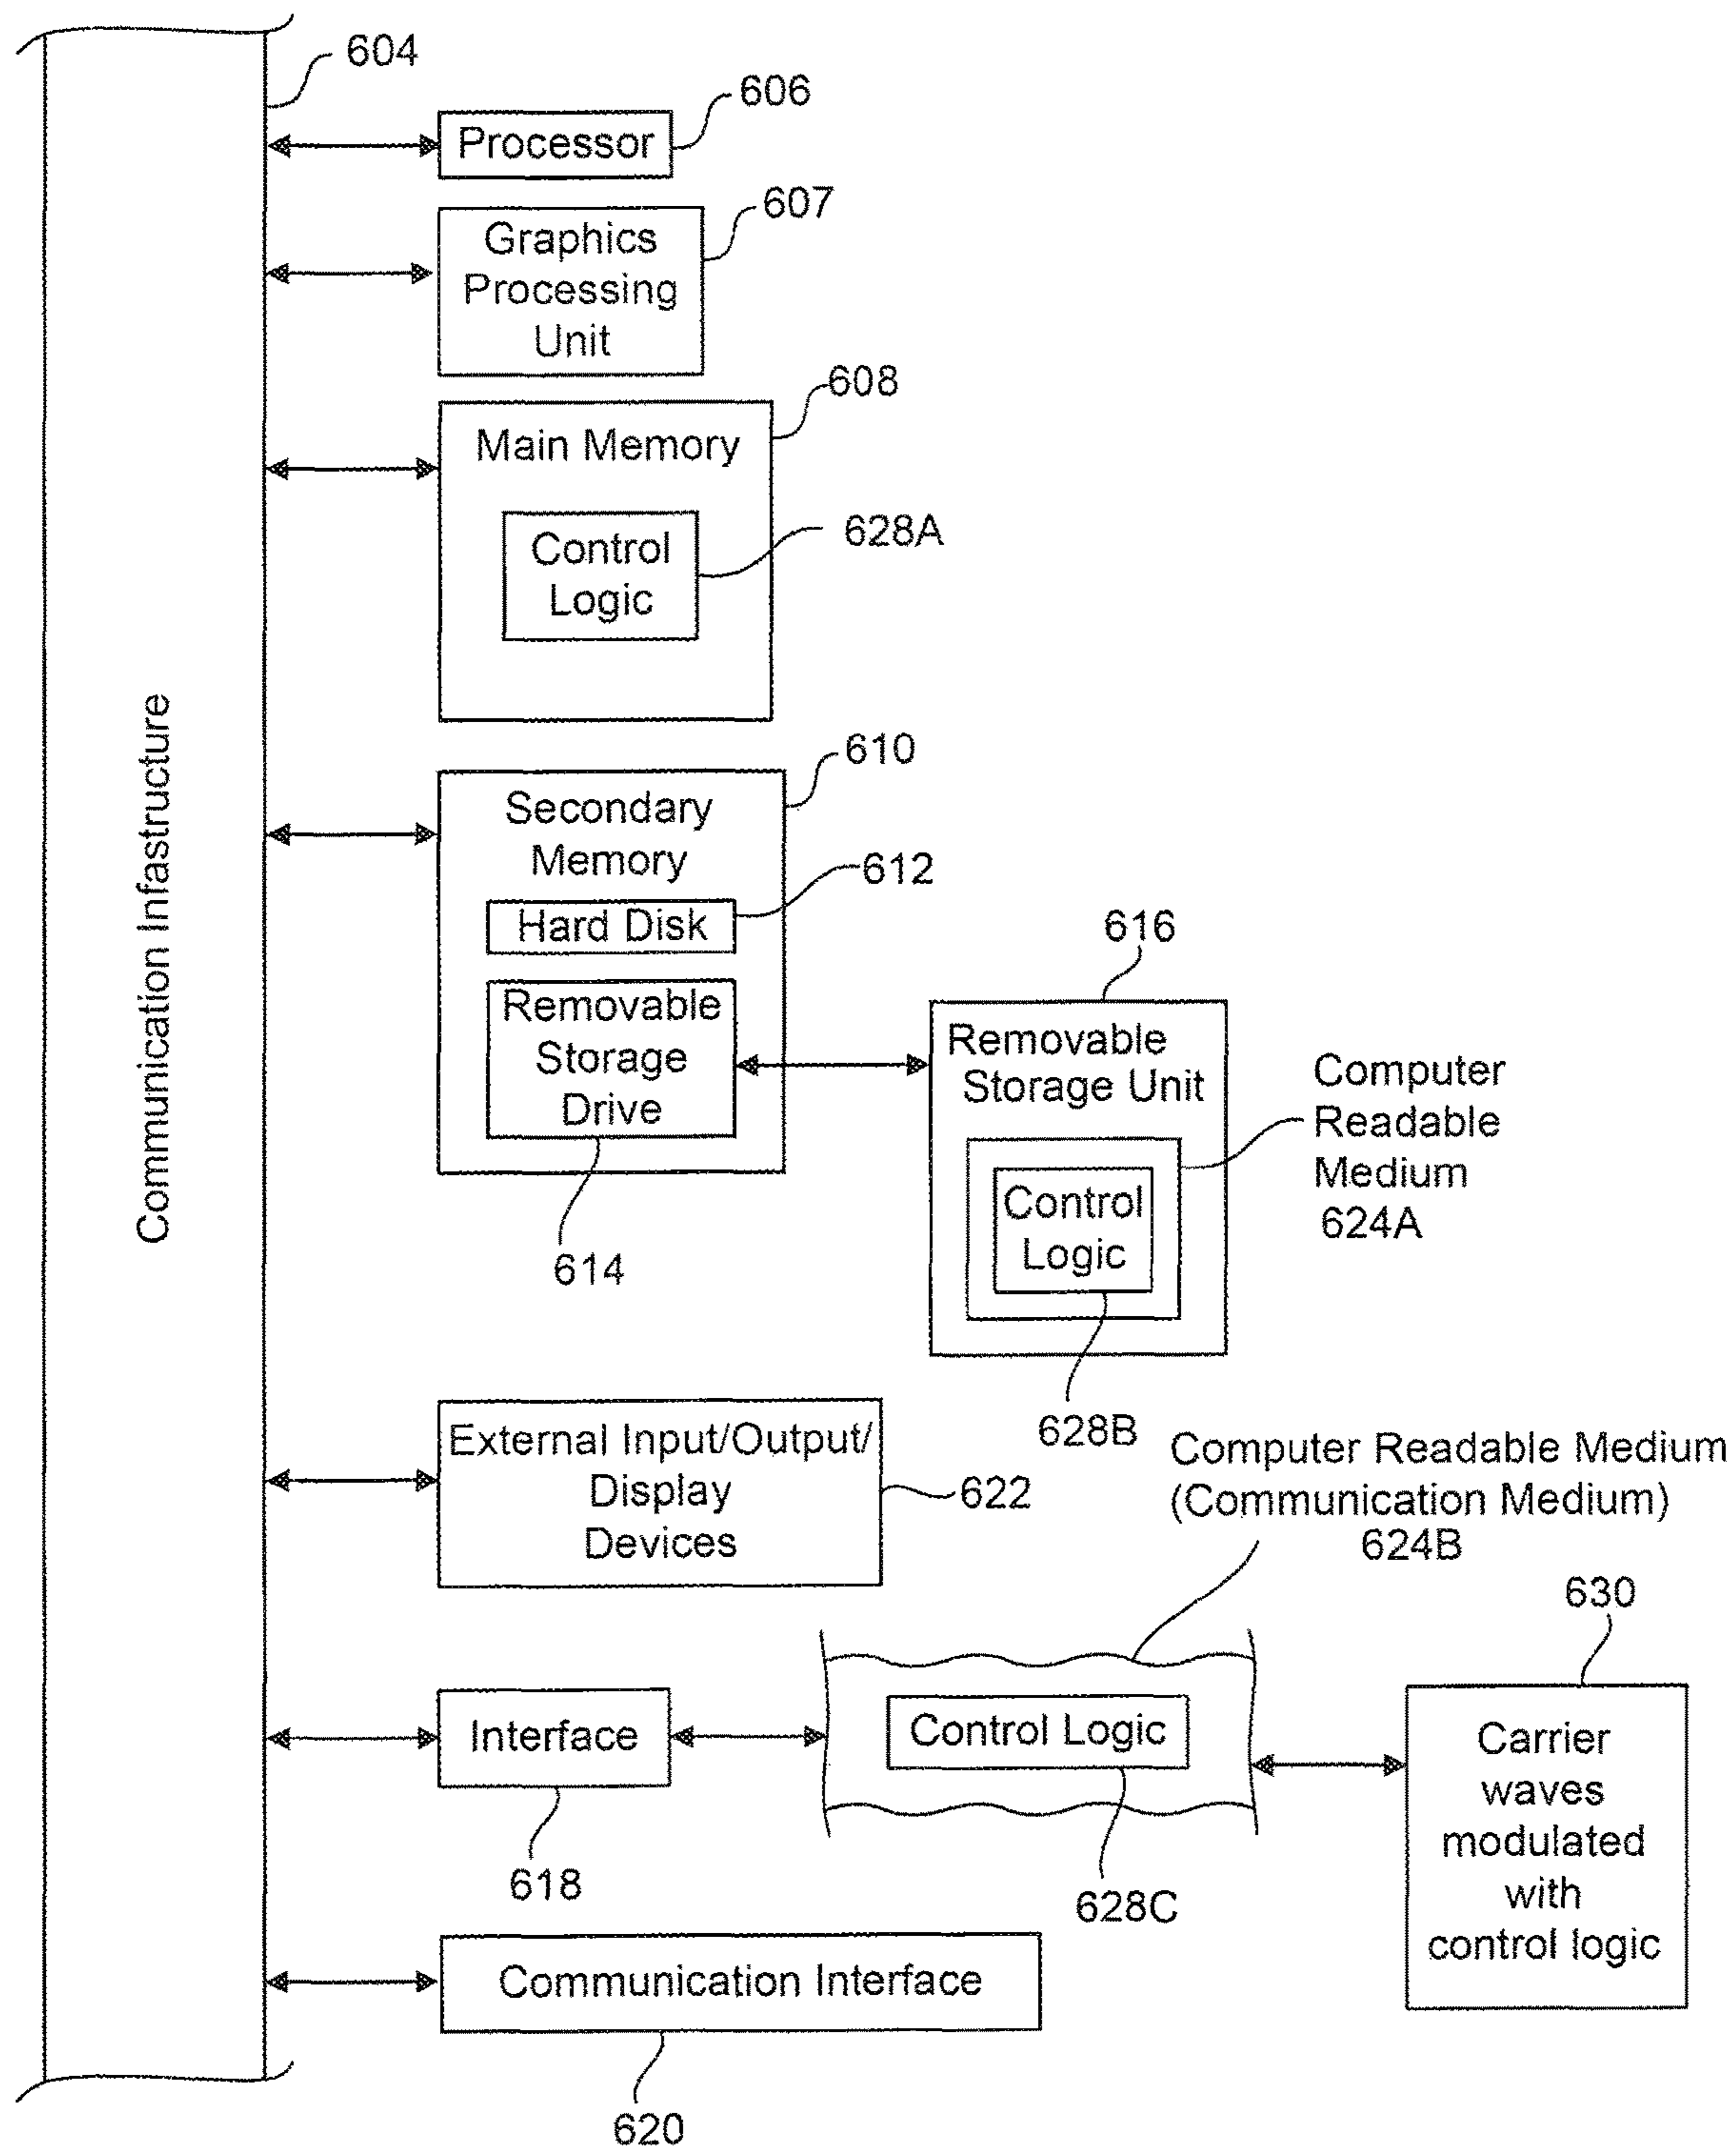 604
606
Processor
607
Graphics
Processing
Unit
608
Main Memory
628A
Control
Logic
Communication Infastructure
610
Secondary
Memory
612
Hard Disk
616
Removable
Storage
Drive
Removable
Storage Unit
Computer
Readable
Medium
624A
Control
Logic
614
628B
External Input/Output/
Display
Devices
622
Computer Readable Medium
(Communication Medium)
624B
630
Interface
Control Logic
Carrier
waves
modulated
with
control logic
618
628C
Communication Interface
620